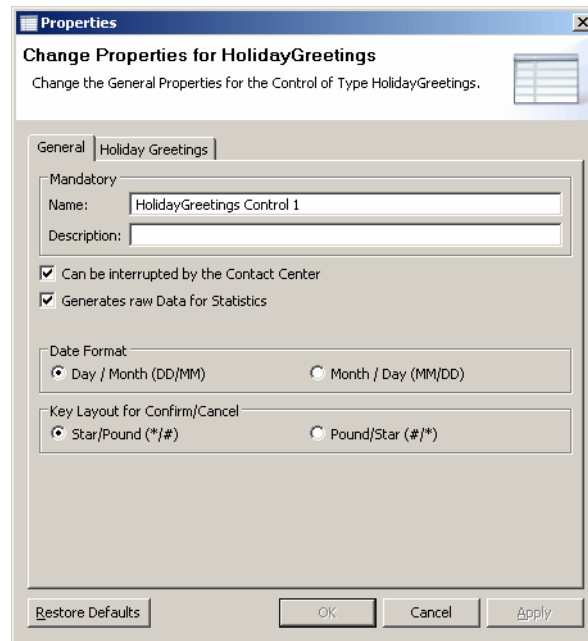 Properties
Change Properties for HolidayGreetings
Change the General Properties for the Control of Type HolidayGreetings.
General Holiday Greetings
Mandatory
Name: HolidayGreetings Control 1
Description:
Can be interrupted by the Contact Center
Generates raw Data for Statistics
Date Format
Day / Month (DD/MM) Month / Day (MM/DD)
Key Layout for Confirm/Cancel
Star/Pound (*/#) Pound/Star (#/*)
Restore Defaults OK Cancel Apply